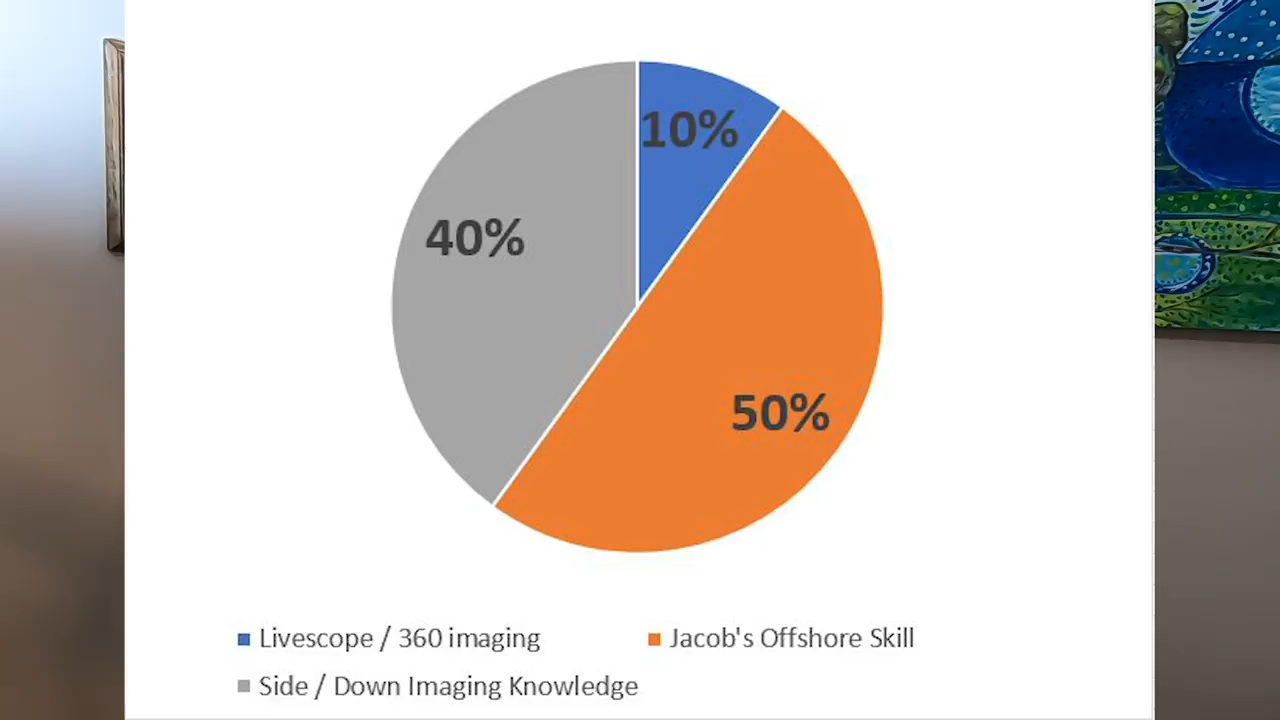 10%
40%
50%
Livescope / 360 imaging
Jacob's Offshore Skill
Side / Down Imaging Knowledge